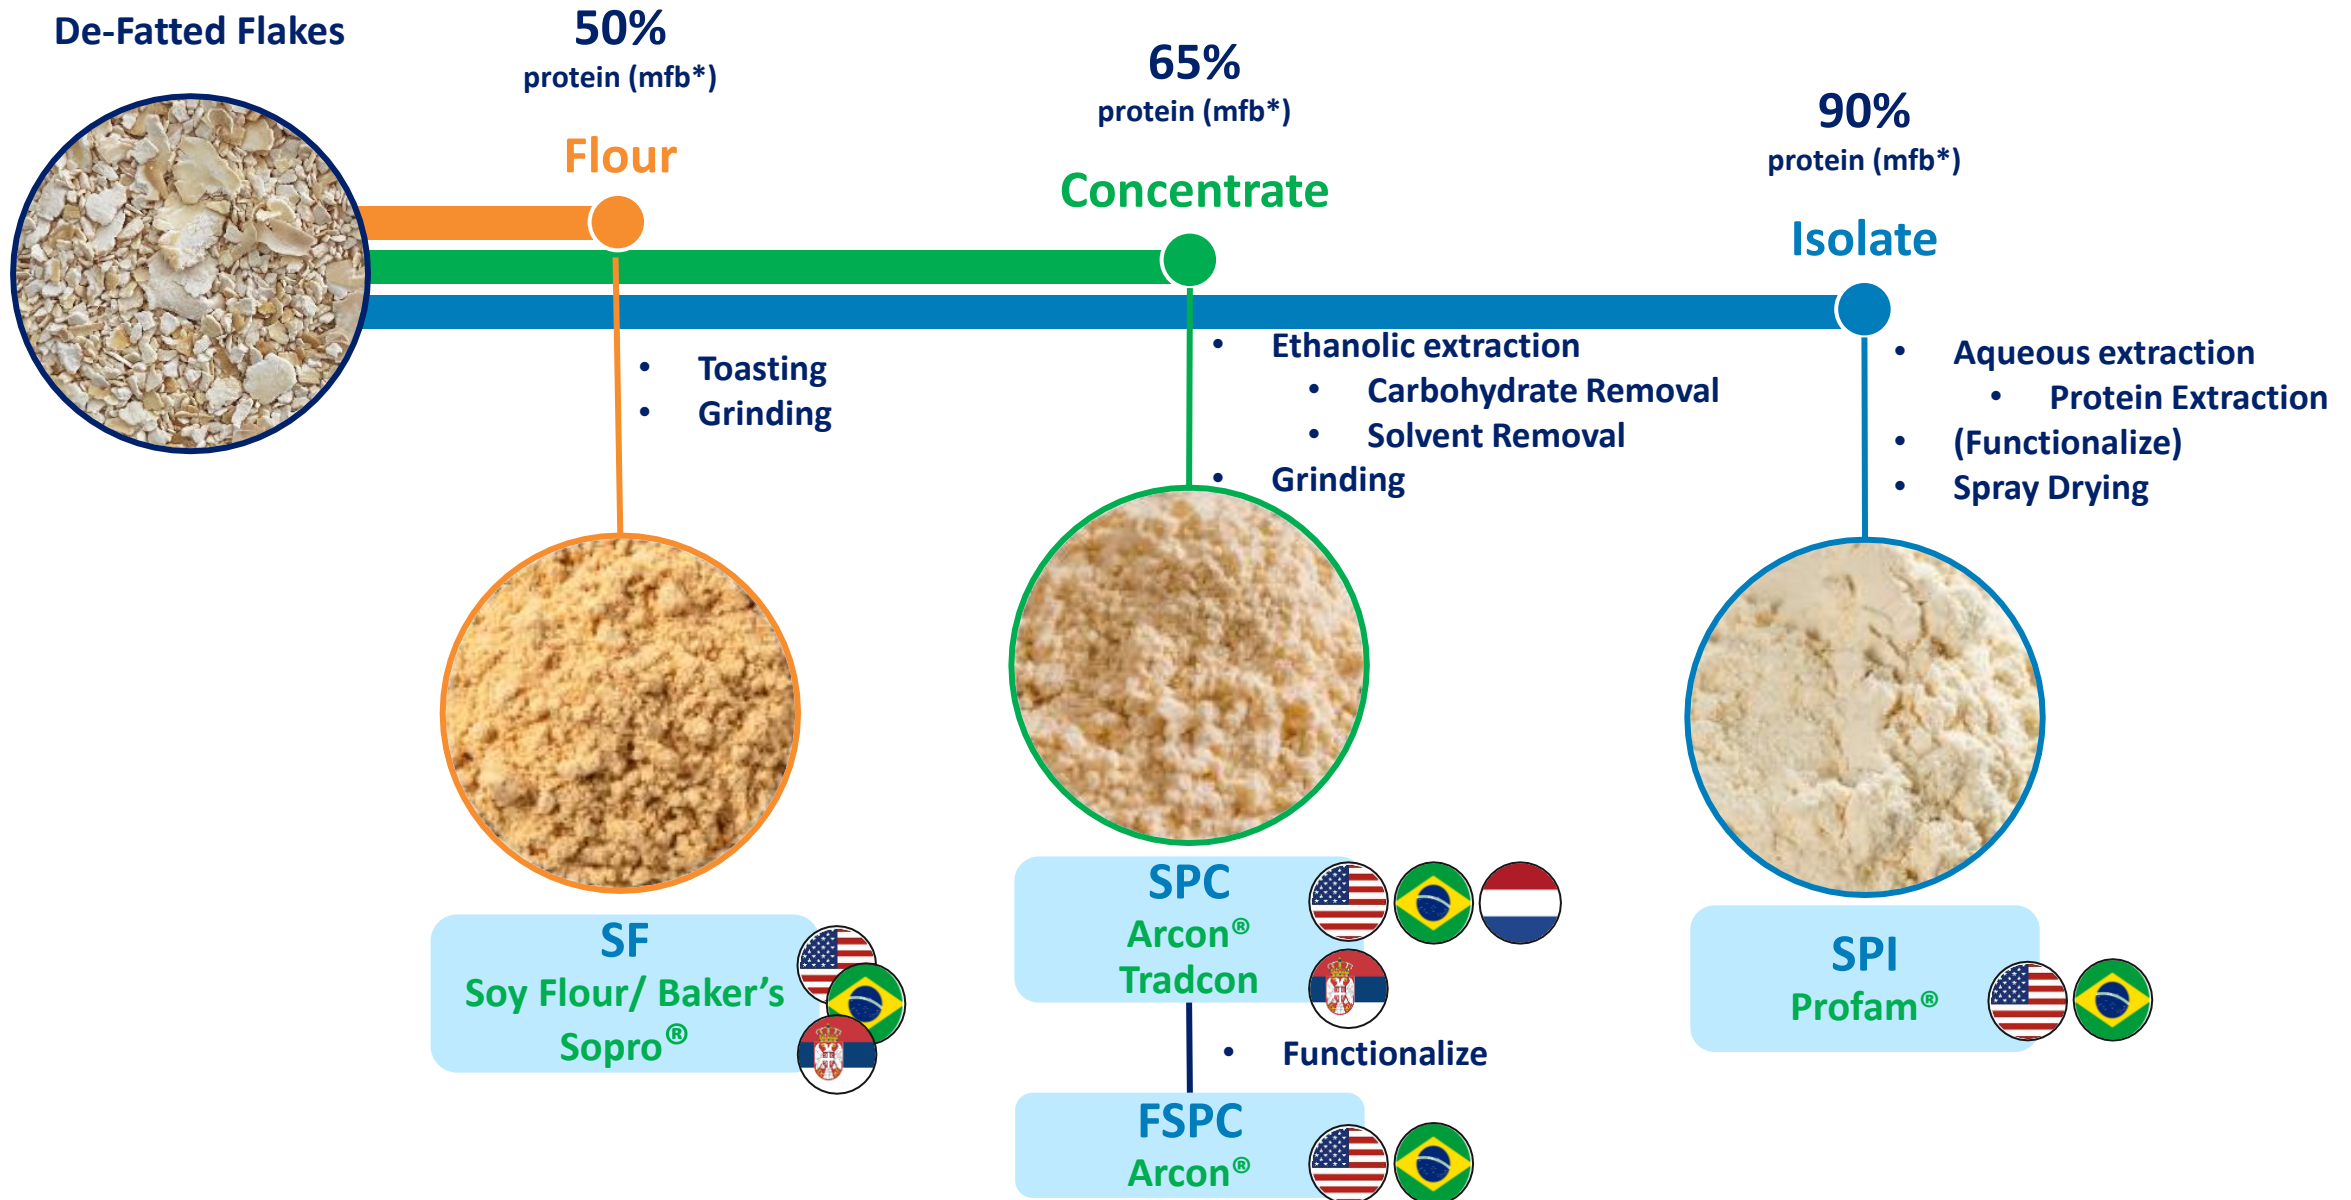 De-Fatted Flakes
50%
protein (mfb*)
Flour
• Toasting
• Grinding
SF
Soy Flour/ Baker’s
Sopro®
65%
protein (mfb*)
Concentrate
• Ethanolic extraction
• Carbohydrate Removal
• Solvent Removal
• Grinding
SPC
Arcon®
Tradcon
• Functionalize
FSPC
Arcon®
90%
protein (mfb*)
Isolate
• Aqueous extraction
• Protein Extraction
• (Functionalize)
• Spray Drying
SPI
Profam®